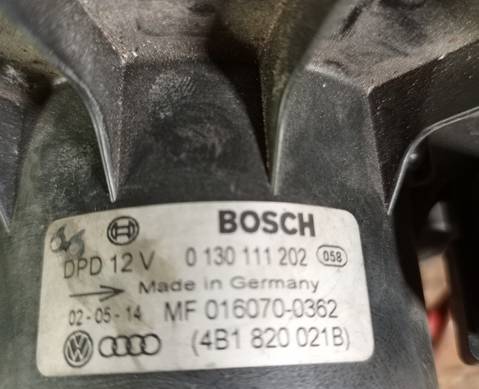 BOSCH
DPD 12 V 0 130 111 202 058
Made in Germany
02-05-14 MF 016070-0362
(4B1 820 021B)